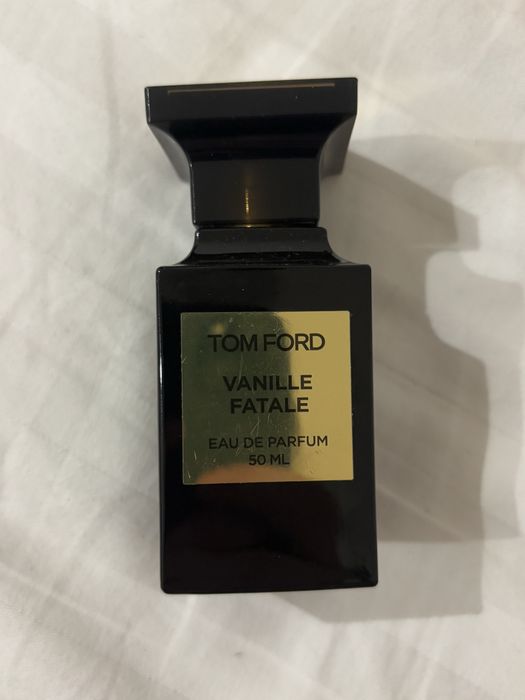 TOM FORD
VANILLE
FATALE
EAU DE PARFUM
50 ML